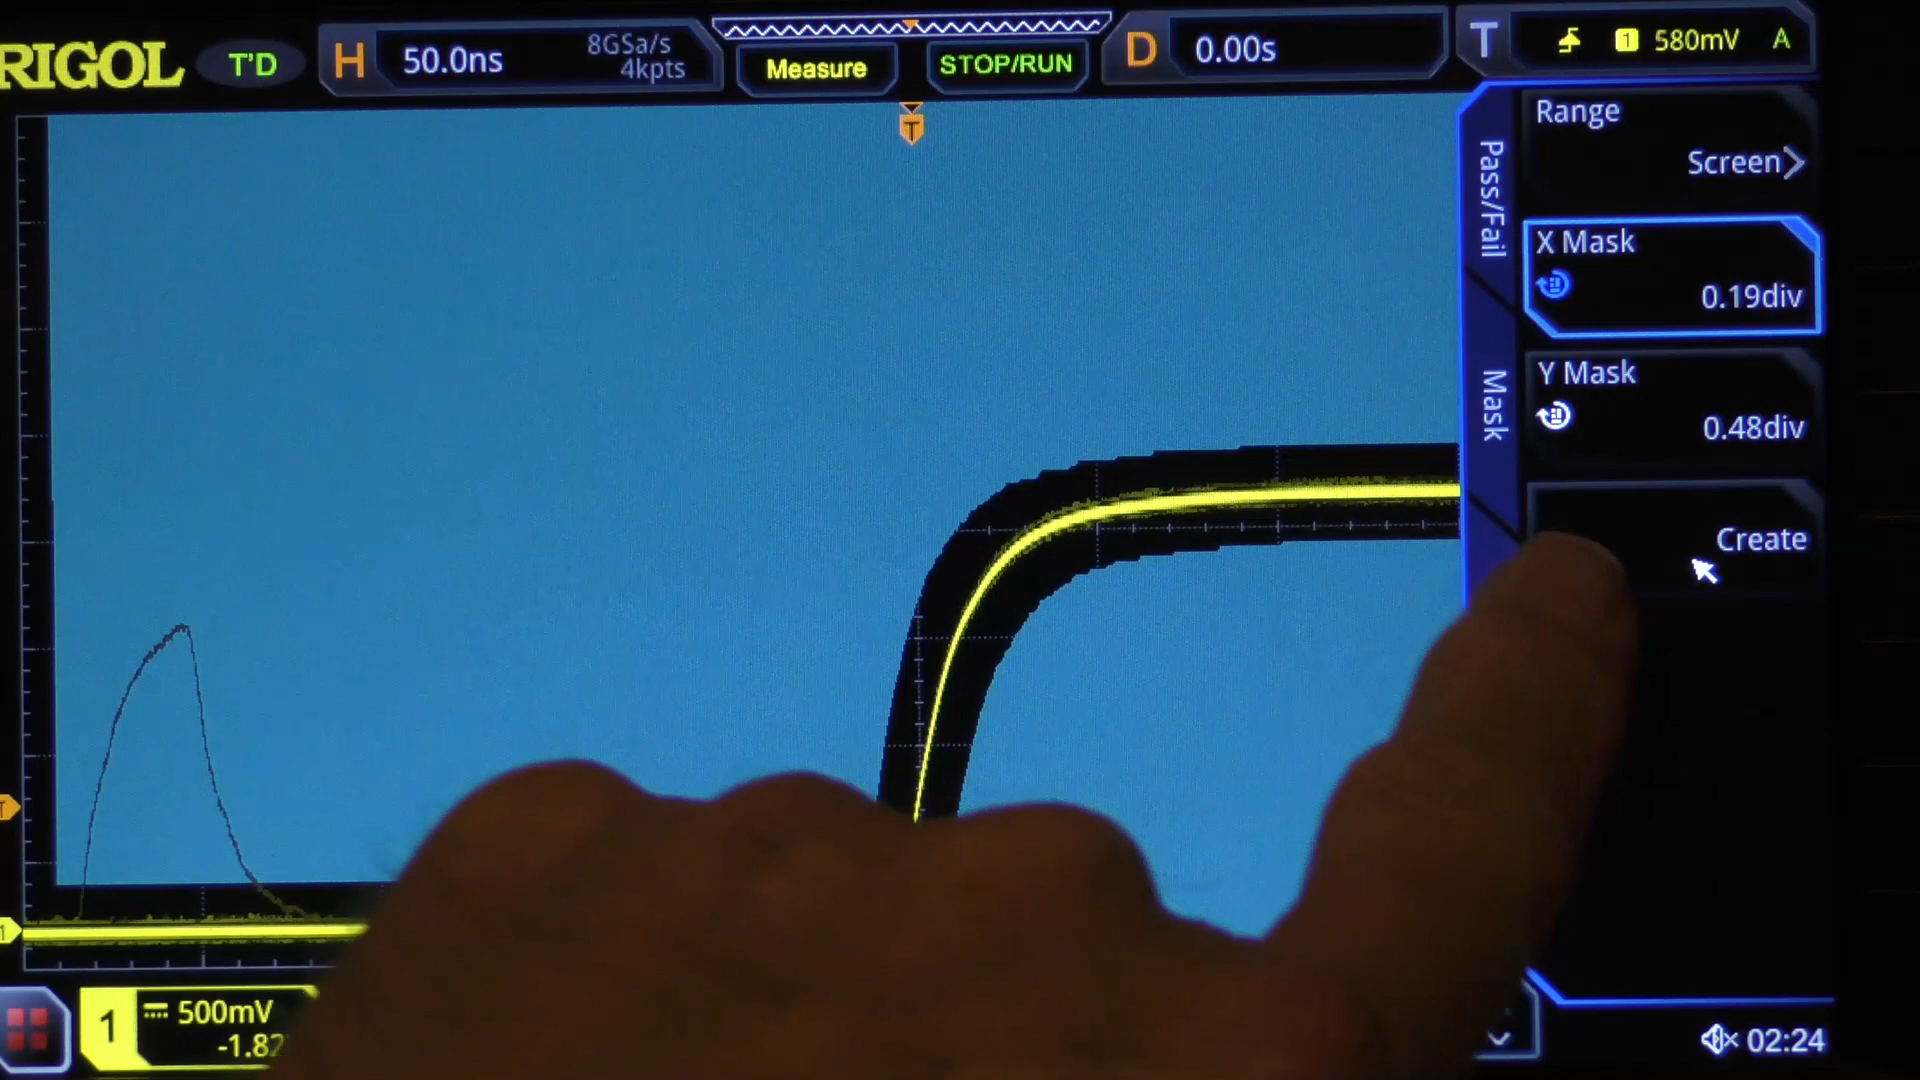 RIGOL T'D H 50.0ns 8GSa/s 4kpts Measure STOP/RUN D 0.00s T 1 580mV A
T
Pass/Fail
Mask
Range
Screen
X Mask
0.19div
Y Mask
0.48div
Create
T
1
1 500mV
-1.82
02:24